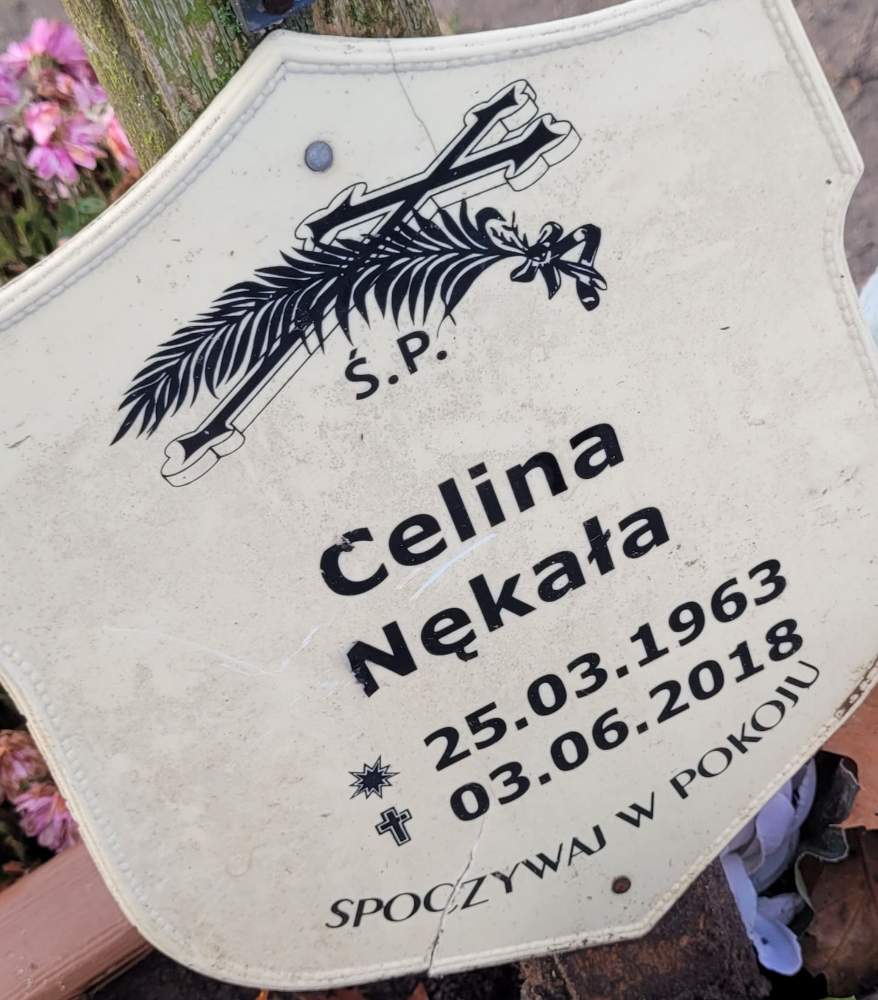 Ś.P.
Celina
Nękała
25.03.1963
03.06.2018
SPOCZYWAJ W POKOJU